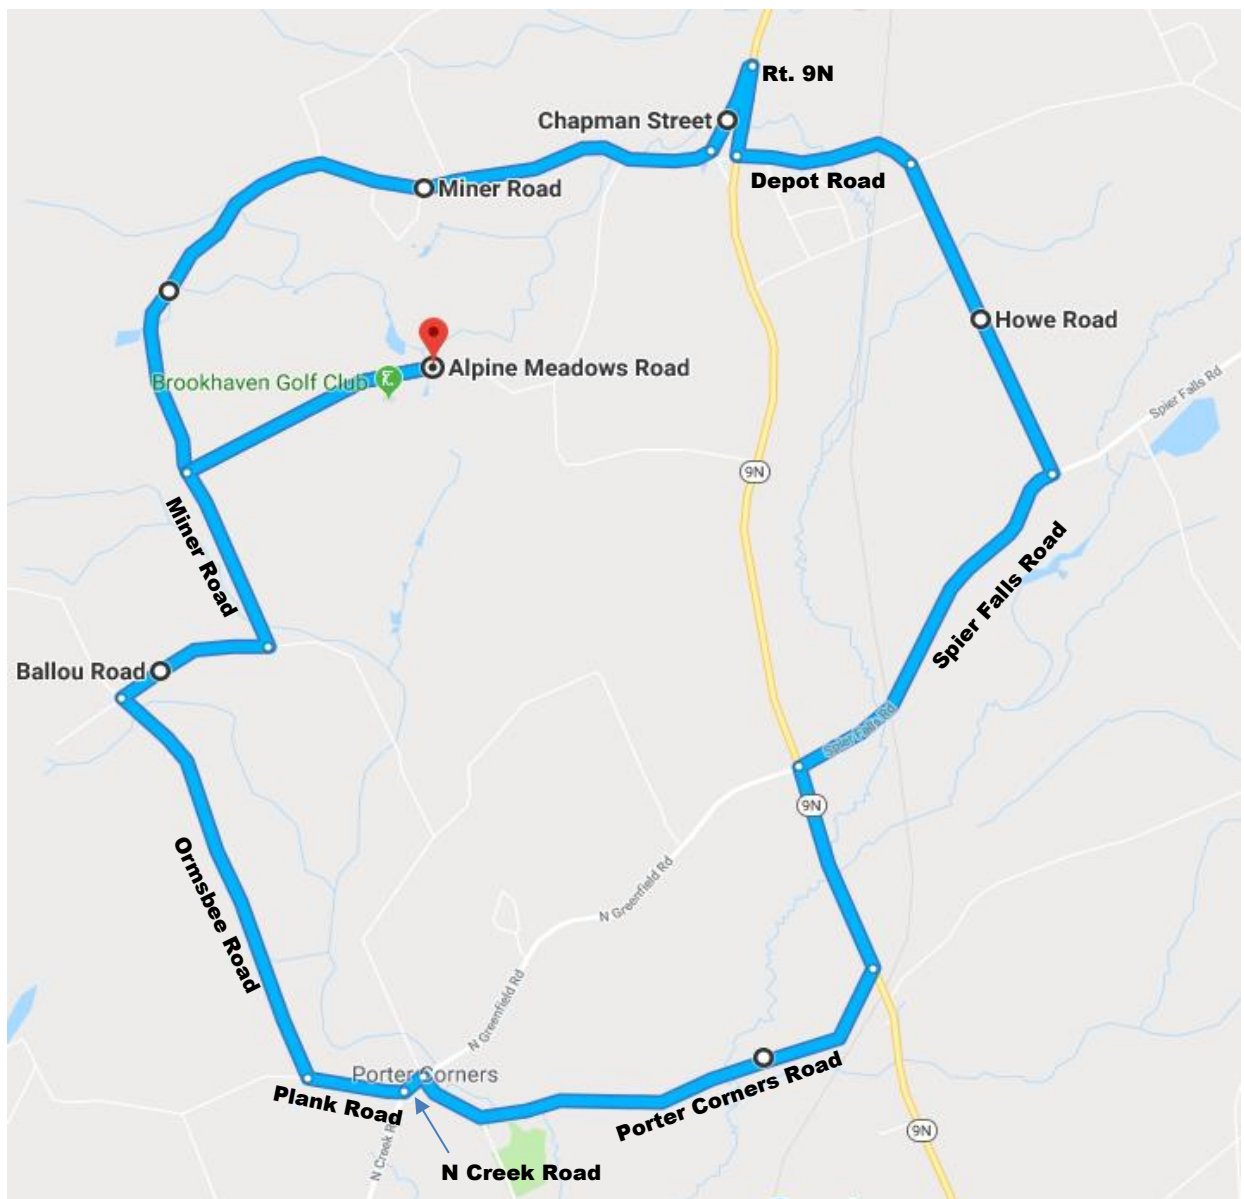 Rt. 9N
Chapman Street
Miner Road
Depot Road
Howe Road
Alpine Meadows Road
Brookhaven Golf Club
Spier Falls Rd
9N
Miner Road
Spier Falls Road
Ballou Road
Spier Falls Rd
9N
Ormsbee Road
N Greenfield Rd
N Greenfield Rd
Porter Corners
Plank Road
Porter Corners Road
N Creek R
9N
N Creek Road